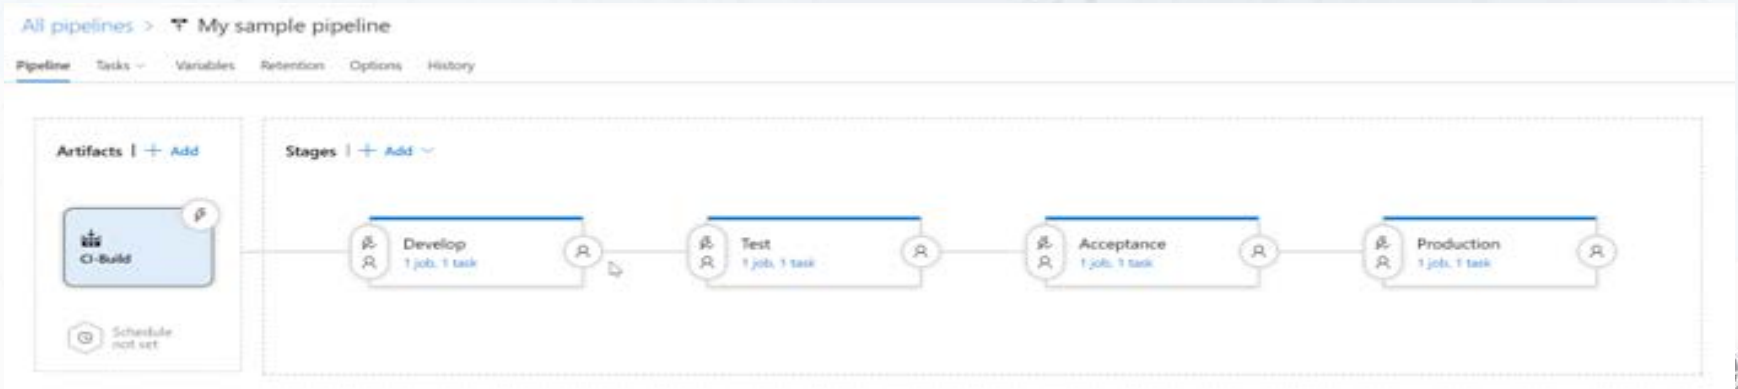 All pipelines > My sample pipeline
Pipeline Tasks Variables Retention Options History
Artifacts | + Add
Stages | + Add
CI-Build
Schedule
not set
Develop
1 job, 1 task
Test
1 job, 1 task
Acceptance
1 job, 1 task
Production
1 job, 1 task